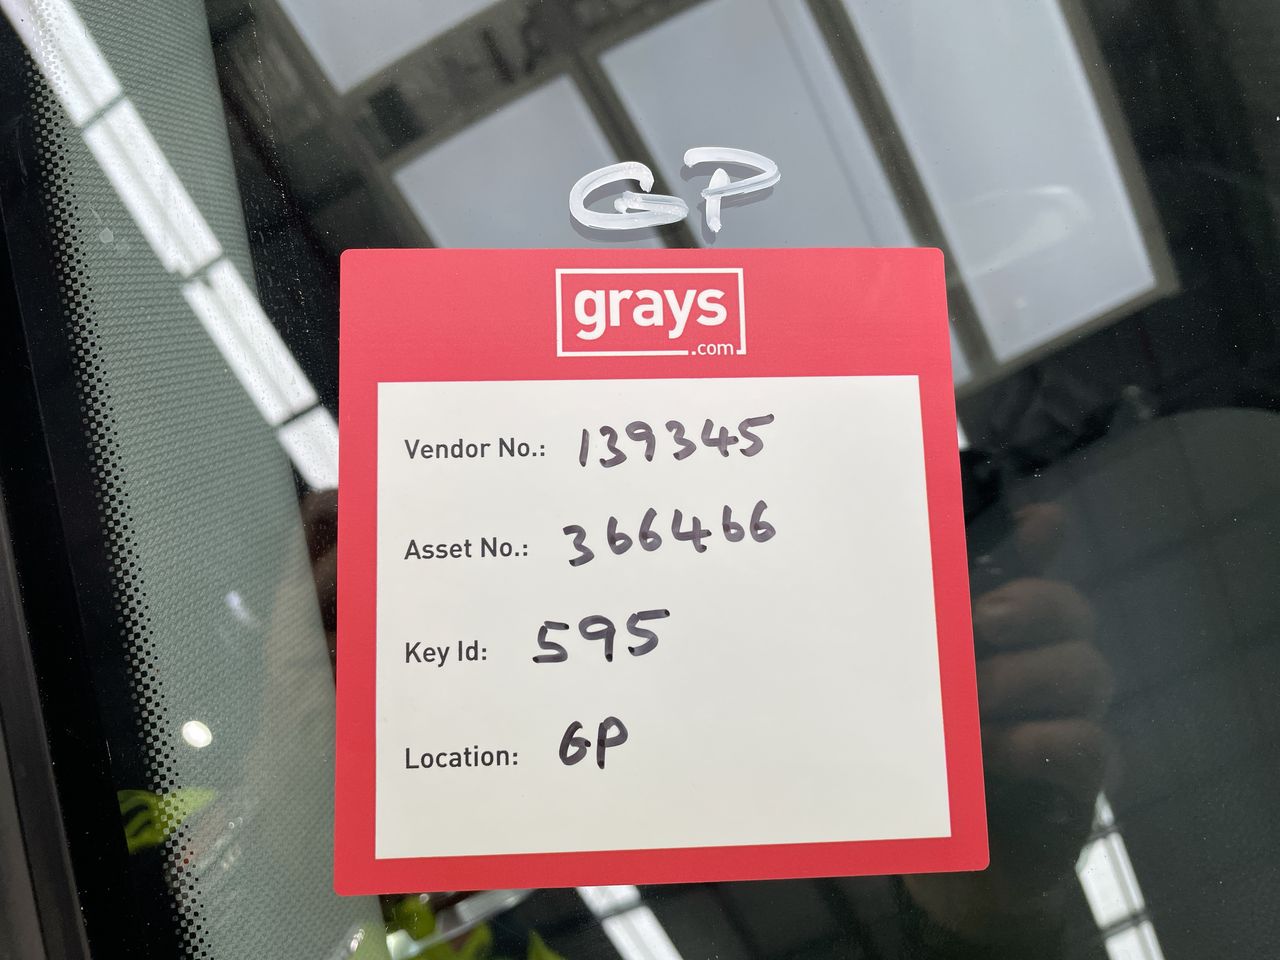 GP
grays
.com
Vendor No.: 139345
Asset No.: 366466
Key Id: 595
Location: GP